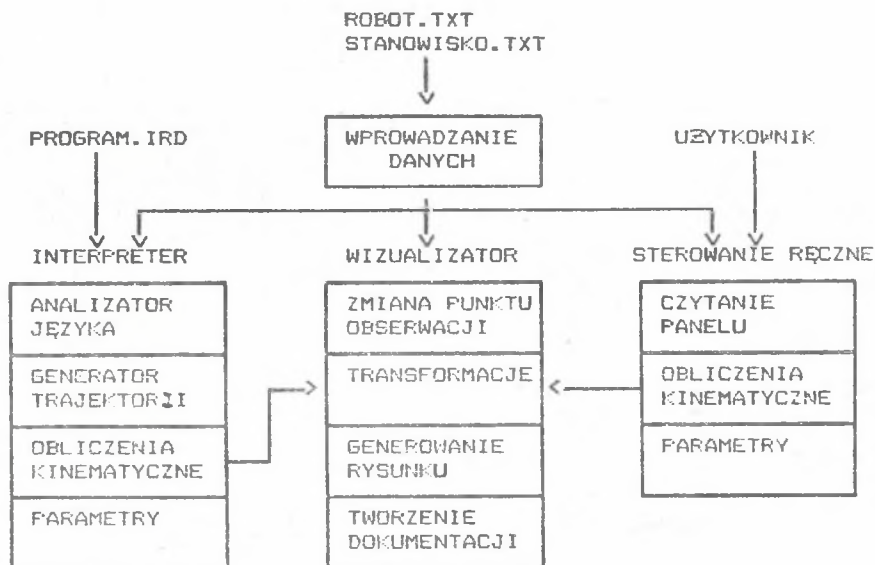 ROBOT.TXT
STANOWISKO.TXT
PROGRAM.IRD
WPROWADZANIE
DANYCH
UŻYTKOWNIK
INTERPRETER
WIZUALIZATOR
STEROWANIE RĘCZNE
ANALIZATOR
JĘZYKA
GENERATOR
TRAJEKTORII
OBLICZENIA
KINEMATYCZNE
PARAMETRY
ZMIANA PUNKTU
OBSERWACJI
TRANSFORMACJE
GENEROWANIE
RYSUNKU
TWORZENIE
DOKUMENTACJI
CZYTANIE
PANELU
OBLICZENIA
KINEMATYCZNE
PARAMETRY